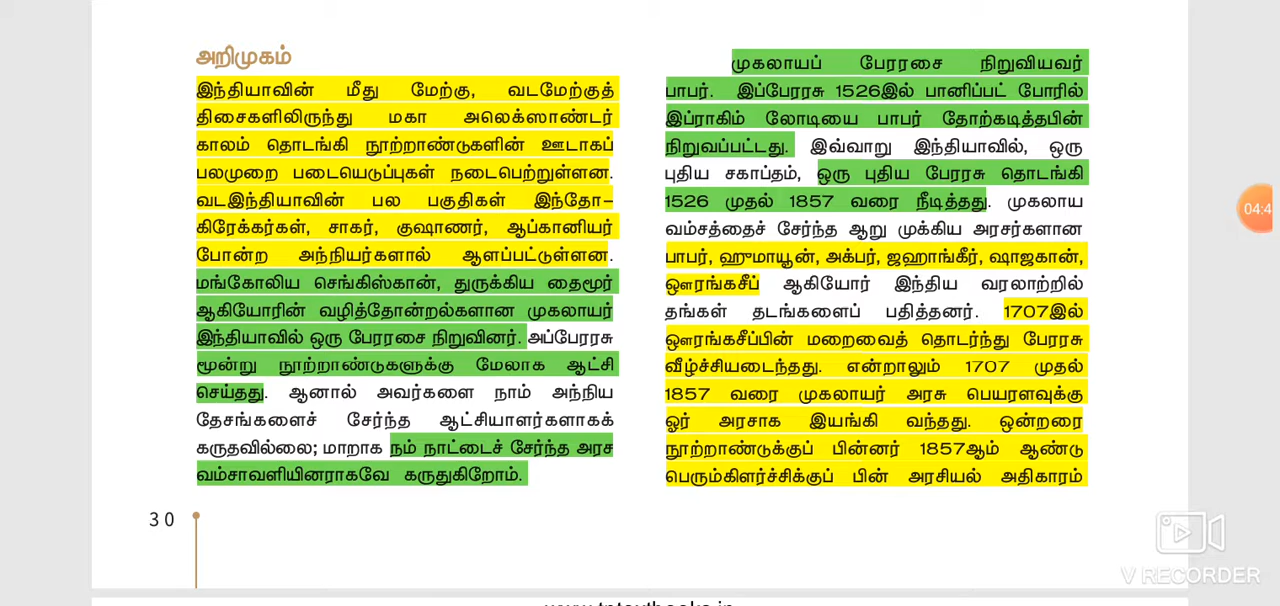 அறிமுகம்
இந்தியாவின் மீது மேற்கு, வடமேற்குத்
திசைகளிலிருந்து மகா அலெக்ஸாண்டர்
காலம் தொடங்கி நூற்றாண்டுகளின் ஊடாகப்
பலமுறை படையெடுப்புகள் நடைபெற்றுள்ளன.
வடஇந்தியாவின் பல பகுதிகள் இந்தோ-
கிரேக்கர்கள், சாகர், குஷாணர், ஆப்கானியர்
போன்ற அந்நியர்களால் ஆளப்பட்டுள்ளன.
மங்கோலிய செங்கிஸ்கான், துருக்கிய தைமூர்
ஆகியோரின் வழித்தோன்றல்களான முகலாயர்
இந்தியாவில் ஒரு பேரரசை நிறுவினர். அப்பேரரசு
மூன்று நூற்றாண்டுகளுக்கு மேலாக ஆட்சி
செய்தது. ஆனால் அவர்களை நாம் அந்நிய
தேசங்களைச் சேர்ந்த ஆட்சியாளர்களாகக்
கருதவில்லை; மாறாக நம் நாட்டைச் சேர்ந்த அரச
வம்சாவளியினராகவே கருதுகிறோம்.
முகலாயப் பேரரசை நிறுவியவர்
பாபர். இப்பேரரசு 1526இல் பானிப்பட் போரில்
இப்ராகிம் லோடியை பாபர் தோற்கடித்தபின்
நிறுவப்பட்டது. இவ்வாறு இந்தியாவில், ஒரு
புதிய சகாப்தம், ஒரு புதிய பேரரசு தொடங்கி
1526 முதல் 1857 வரை நீடித்தது. முகலாய
வம்சத்தைச் சேர்ந்த ஆறு முக்கிய அரசர்களான
பாபர், ஹுமாயூன், அக்பர், ஜஹாங்கீர், ஷாஜகான்,
ஔரங்கசீப் ஆகியோர் இந்திய வரலாற்றில்
தங்கள் தடங்களைப் பதித்தனர். 1707இல்
ஔரங்கசீப்பின் மறைவைத் தொடர்ந்து பேரரசு
வீழ்ச்சியடைந்தது. என்றாலும் 1707 முதல்
1857 வரை முகலாயர் அரசு பெயரளவுக்கு
ஓர் அரசாக இயங்கி வந்தது. ஒன்றரை
நூற்றாண்டுக்குப் பின்னர் 1857ஆம் ஆண்டு
பெரும்கிளர்ச்சிக்குப் பின் அரசியல் அதிகாரம்
30
04:4
V RECORDER